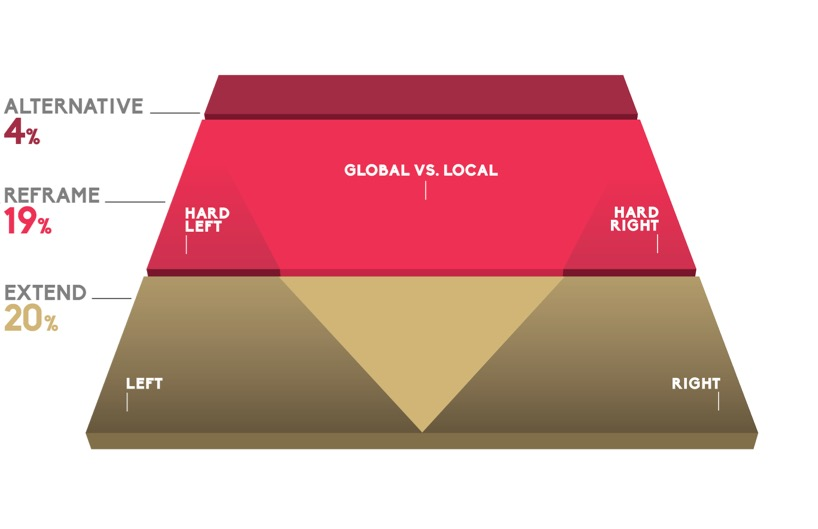 ALTERNATIVE
4%
GLOBAL VS. LOCAL
REFRAME
19%
HARD
LEFT
HARD
RIGHT
EXTEND
20%
LEFT
RIGHT